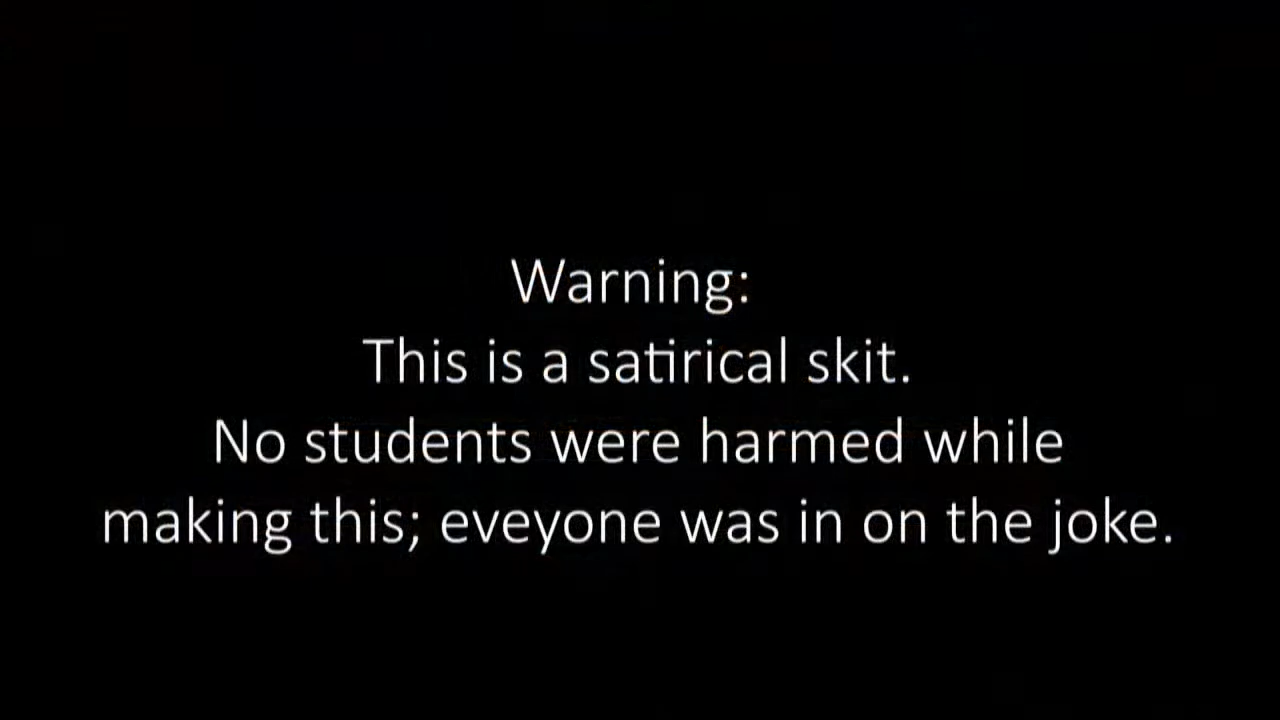 Warning:
This is a satirical skit.
No students were harmed while
making this; eveyone was in on the joke.